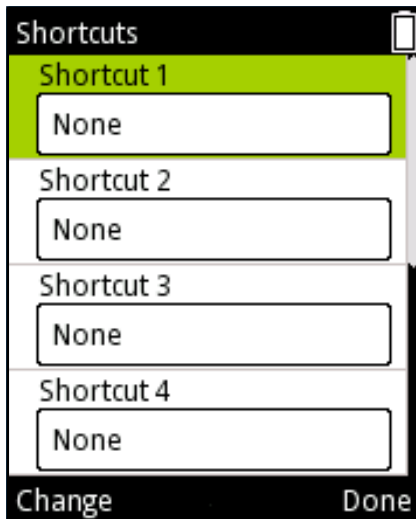 Shortcuts
Shortcut 1
None
Shortcut 2
None
Shortcut 3
None
Shortcut 4
None
Change Done